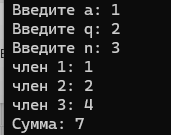 Введите a: 1
Введите q: 2
Введите n: 3
член 1: 1
член 2: 2
член 3: 4
Сумма: 7